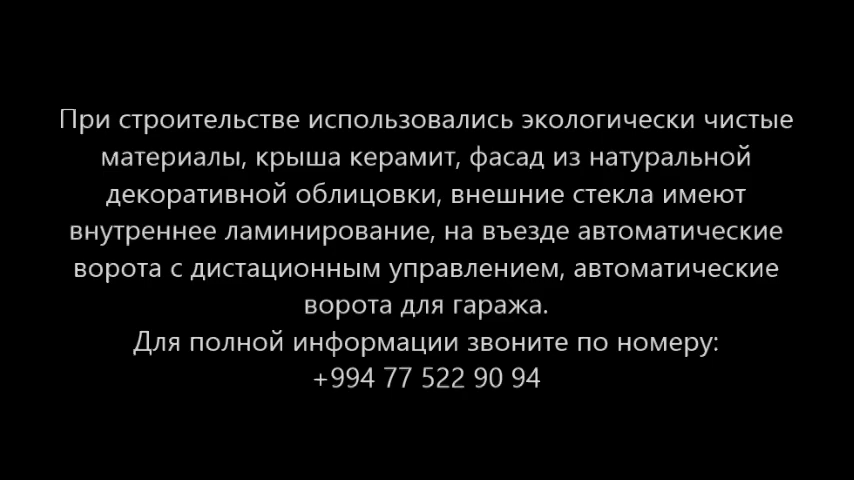 При строительстве использовались экологически чистые
материалы, крыша керамит, фасад из натуральной
декоративной облицовки, внешние стекла имеют
внутреннее ламинирование, на въезде автоматические
ворота с дистационным управлением, автоматические
ворота для гаража.
Для полной информации звоните по номеру:
+994 77 522 90 94